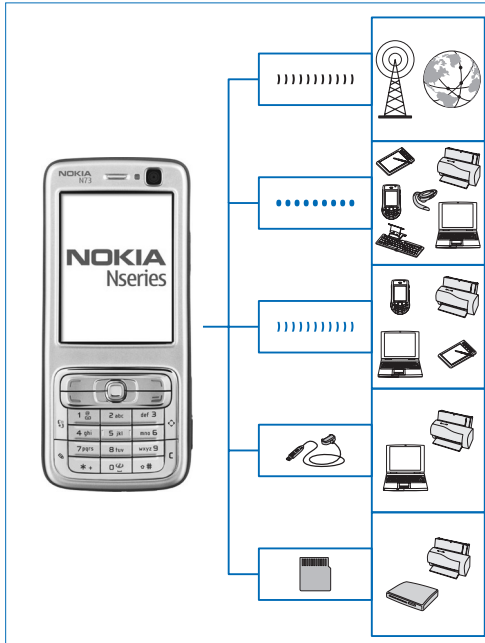 NOKIA
N73
NOKIA
Nseries
1
2 abc
def 3
4 ghi
5 jkl
mno 6
7 pqrs
8 tuv
wxyz 9
* +
0
#